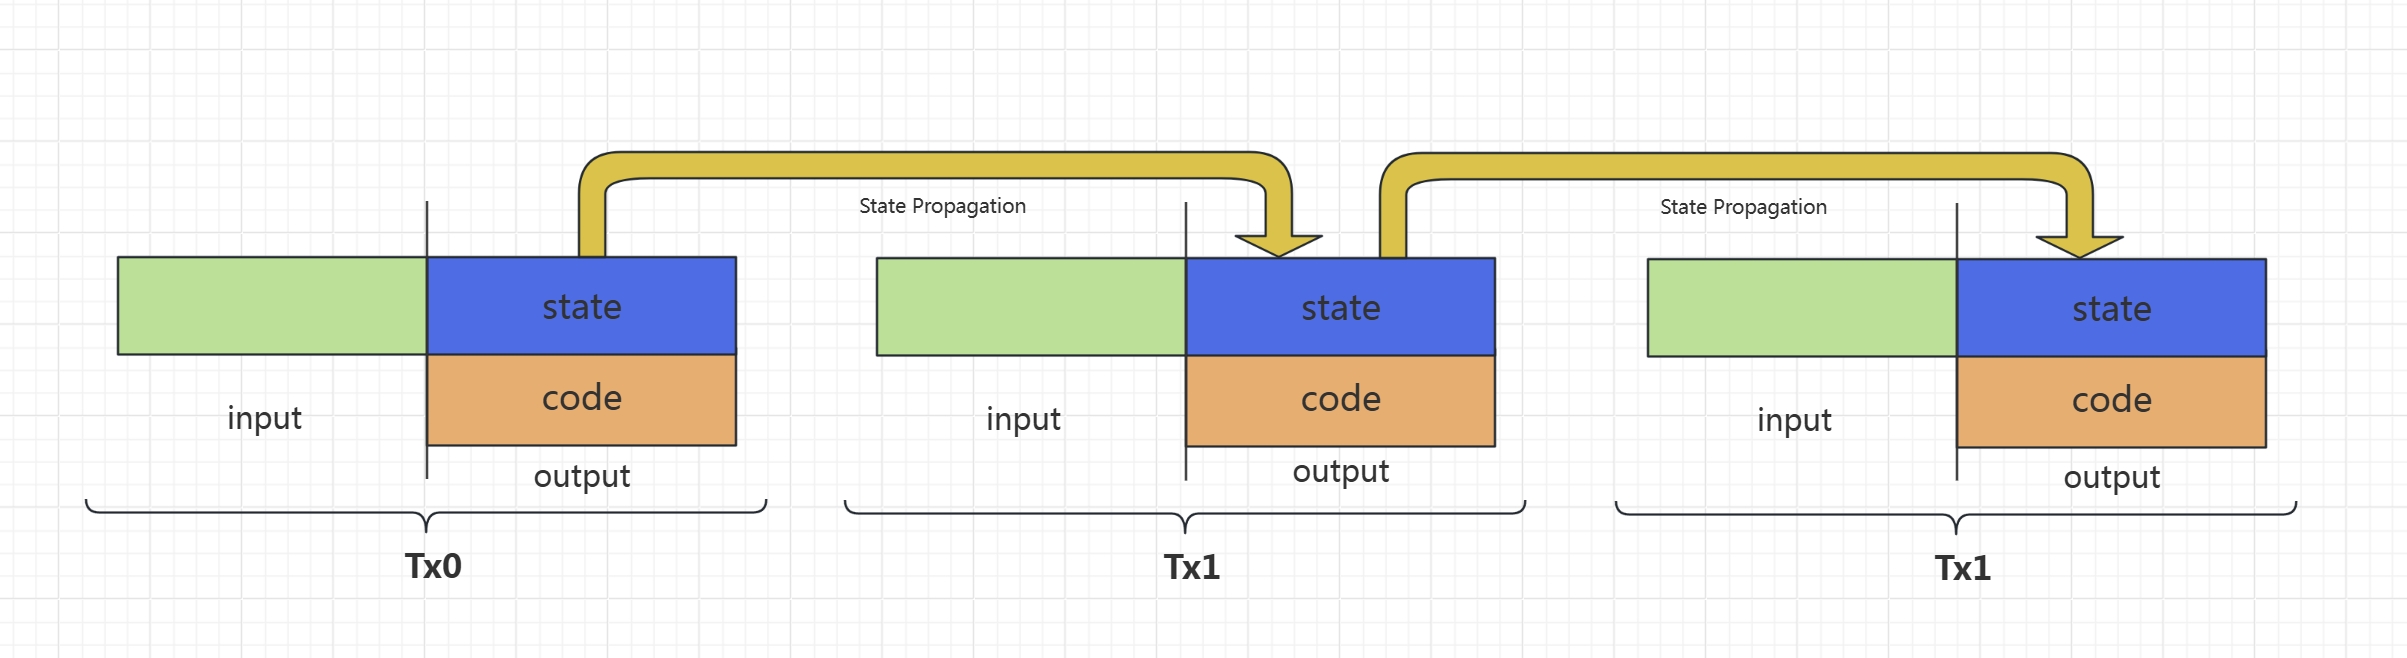 State Propagation
State Propagation
state
state
state
code
code
code
input
input
input
output
output
output
Tx0
Tx1
Tx1